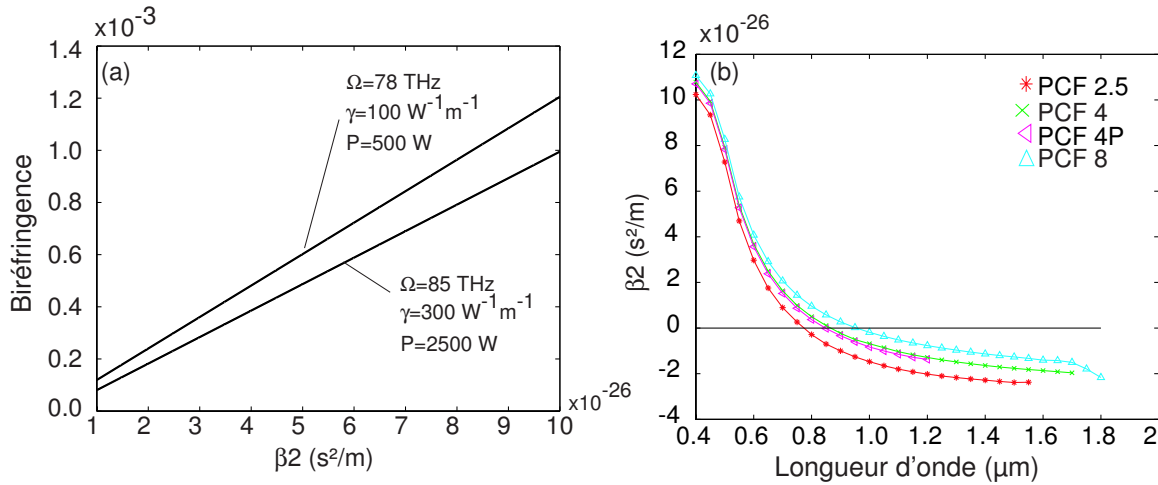 x10-3
1.4
(a)
1.2
1.0
0.8
0.6
0.4
0.2
0.0
Biréfringence
Ω=78 THz
γ=100 W-1m-1
P=500 W
Ω=85 THz
γ=300 W-1m-1
P=2500 W
1 2 3 4 5 6 7 8 9 10
x10-26
β2 (s²/m)
x10-26
12
(b)
10
8
6
4
2
0
-2
-4
β2 (s²/m)
PCF 2.5
PCF 4
PCF 4P
PCF 8
0.4 0.6 0.8 1.0 1.2 1.4 1.6 1.8 2.0
Longueur d'onde (µm)